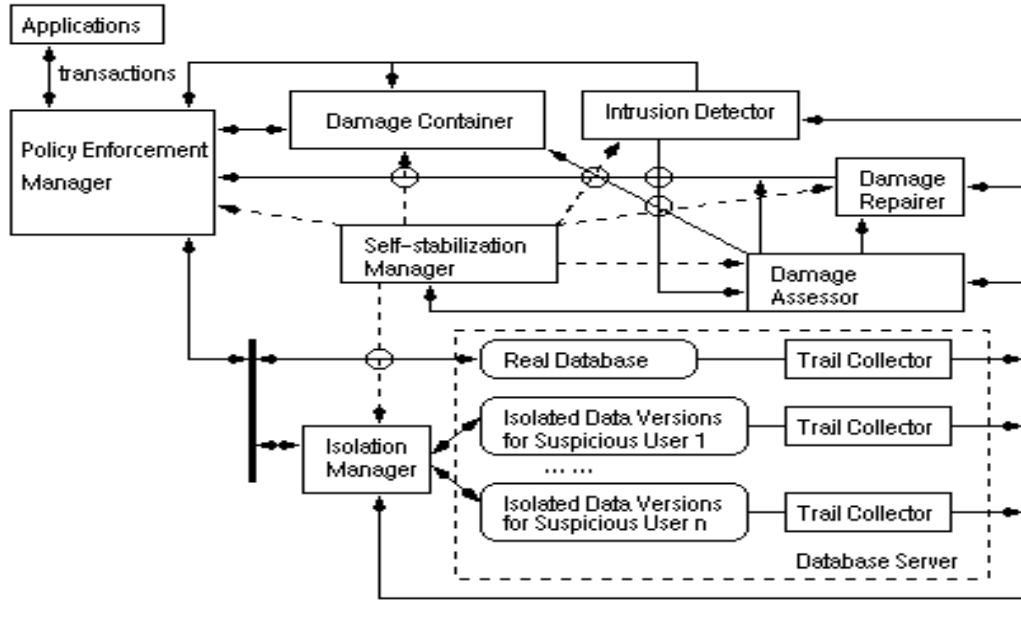 Applications
transactions
Policy Enforcement
Manager
Damage Container
Intrusion Detector
Damage
Repairer
Self-stabilization
Manager
Damage
Assessor
Real Database
Trail Collector
Isolated Data Versions
for Suspicious User 1
Trail Collector
Isolation
Manager
... ...
Isolated Data Versions
for Suspicious User n
Trail Collector
Database Server